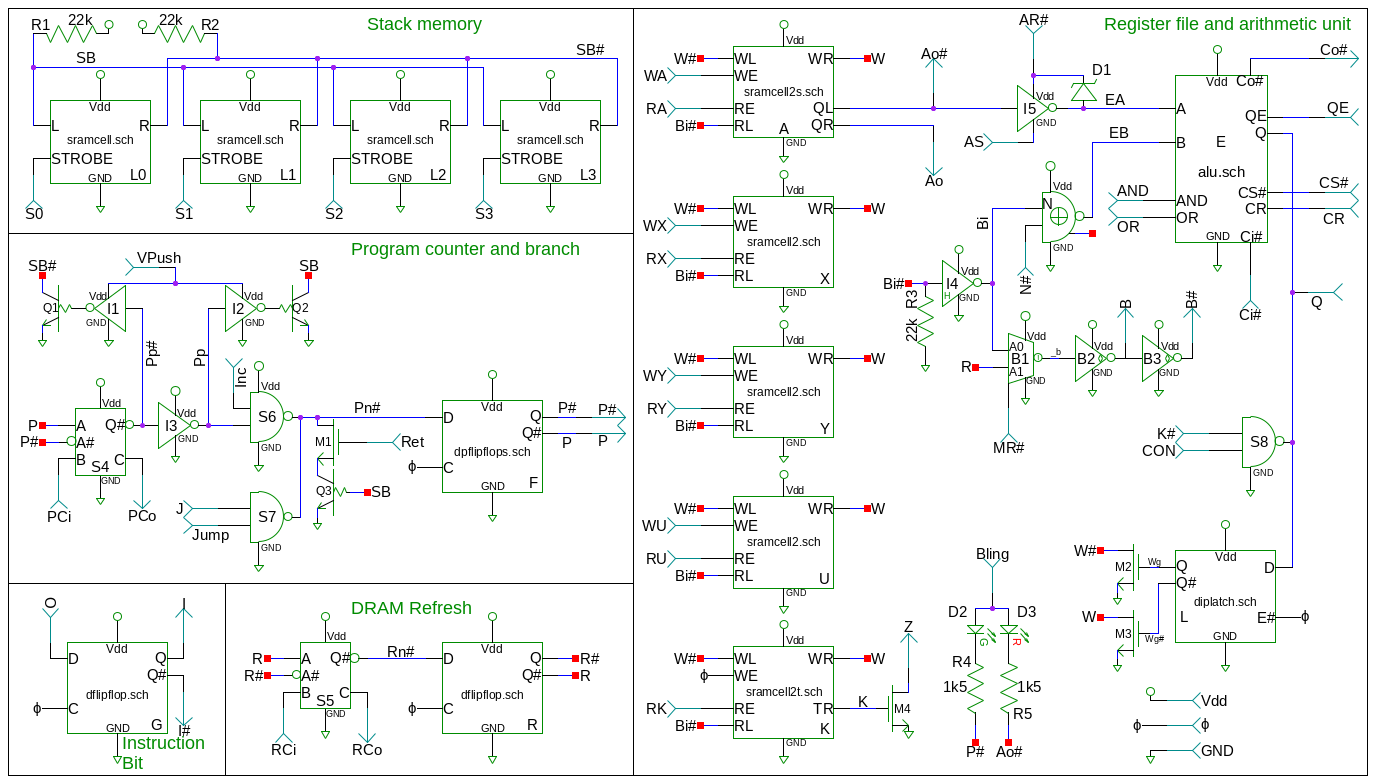 R1 22k 22k R2
Stack memory
SB SB#
Vdd Vdd Vdd Vdd
L R L R L R L R
sramcell.sch sramcell.sch sramcell.sch sramcell.sch
STROBE STROBE STROBE STROBE
GND L0 GND L1 GND L2 GND L3
S0 S1 S2 S3
Program counter and branch
SB# VPush SB
Q1 Vdd I1 GND I2 Vdd GND Q2
Pp# Pp Inc
Vdd
P A Q#
P# A#
B S4 C
GND
PCi PCo
Vdd I3 GND
Vdd S6 GND
Pn#
M1 Ret
Q3 SB
J S7
Jump GND
Vdd
D Q P# P#
Q# P P
dpflipflops.sch
ϕ C
GND F
O I
Vdd
D Q
Q#
dflipflop.sch
ϕ C
GND G
I#
Instruction
Bit
DRAM Refresh
Vdd
R A Q# Rn#
R# A#
B S5 C
GND
RCi RCo
Vdd
D Q R#
Q# R
dflipflop.sch
ϕ C
GND R
Register file and arithmetic unit
Vdd
W# WL WR W
WA WE
sramcell2s.sch
RA RE QL
Bi# RL QR
A GND
Ao#
Ao
Vdd
W# WL WR W
WX WE
sramcell2.sch
RX RE
Bi# RL X
GND
Vdd
W# WL WR W
WY WE
sramcell2.sch
RY RE
Bi# RL Y
GND
Vdd
W# WL WR W
WU WE
sramcell2.sch
RU RE
Bi# RL U
GND
Vdd
W# WL WR W
ϕ WE
sramcell2t.sch
RK RE TR K
Bi# RL K
GND
Z
M4
AR#
D1
I5 Vdd EA
GND
AS
EB
Vdd
N
GND
N#
Bi
Bi# I4 Vdd
H GND
R3
22k
Vdd
A0
B1 _b
R A1
GND
MR#
B2 Vdd GND
B
B3 Vdd GND
B#
Co#
Vdd Co#
A QE QE
Q
B E
alu.sch
AND AND CS# CS#
OR OR CR CR
GND Ci#
Ci#
Q
K# S8
CON
GND
Vdd
W# M2 Wg Q D
Q#
diplatch.sch
W M3 Wg# L E# ϕ
GND
Bling
D2 D3
G R
R4
1k5 1k5
R5
P# Ao#
Vdd
ϕ ϕ
GND